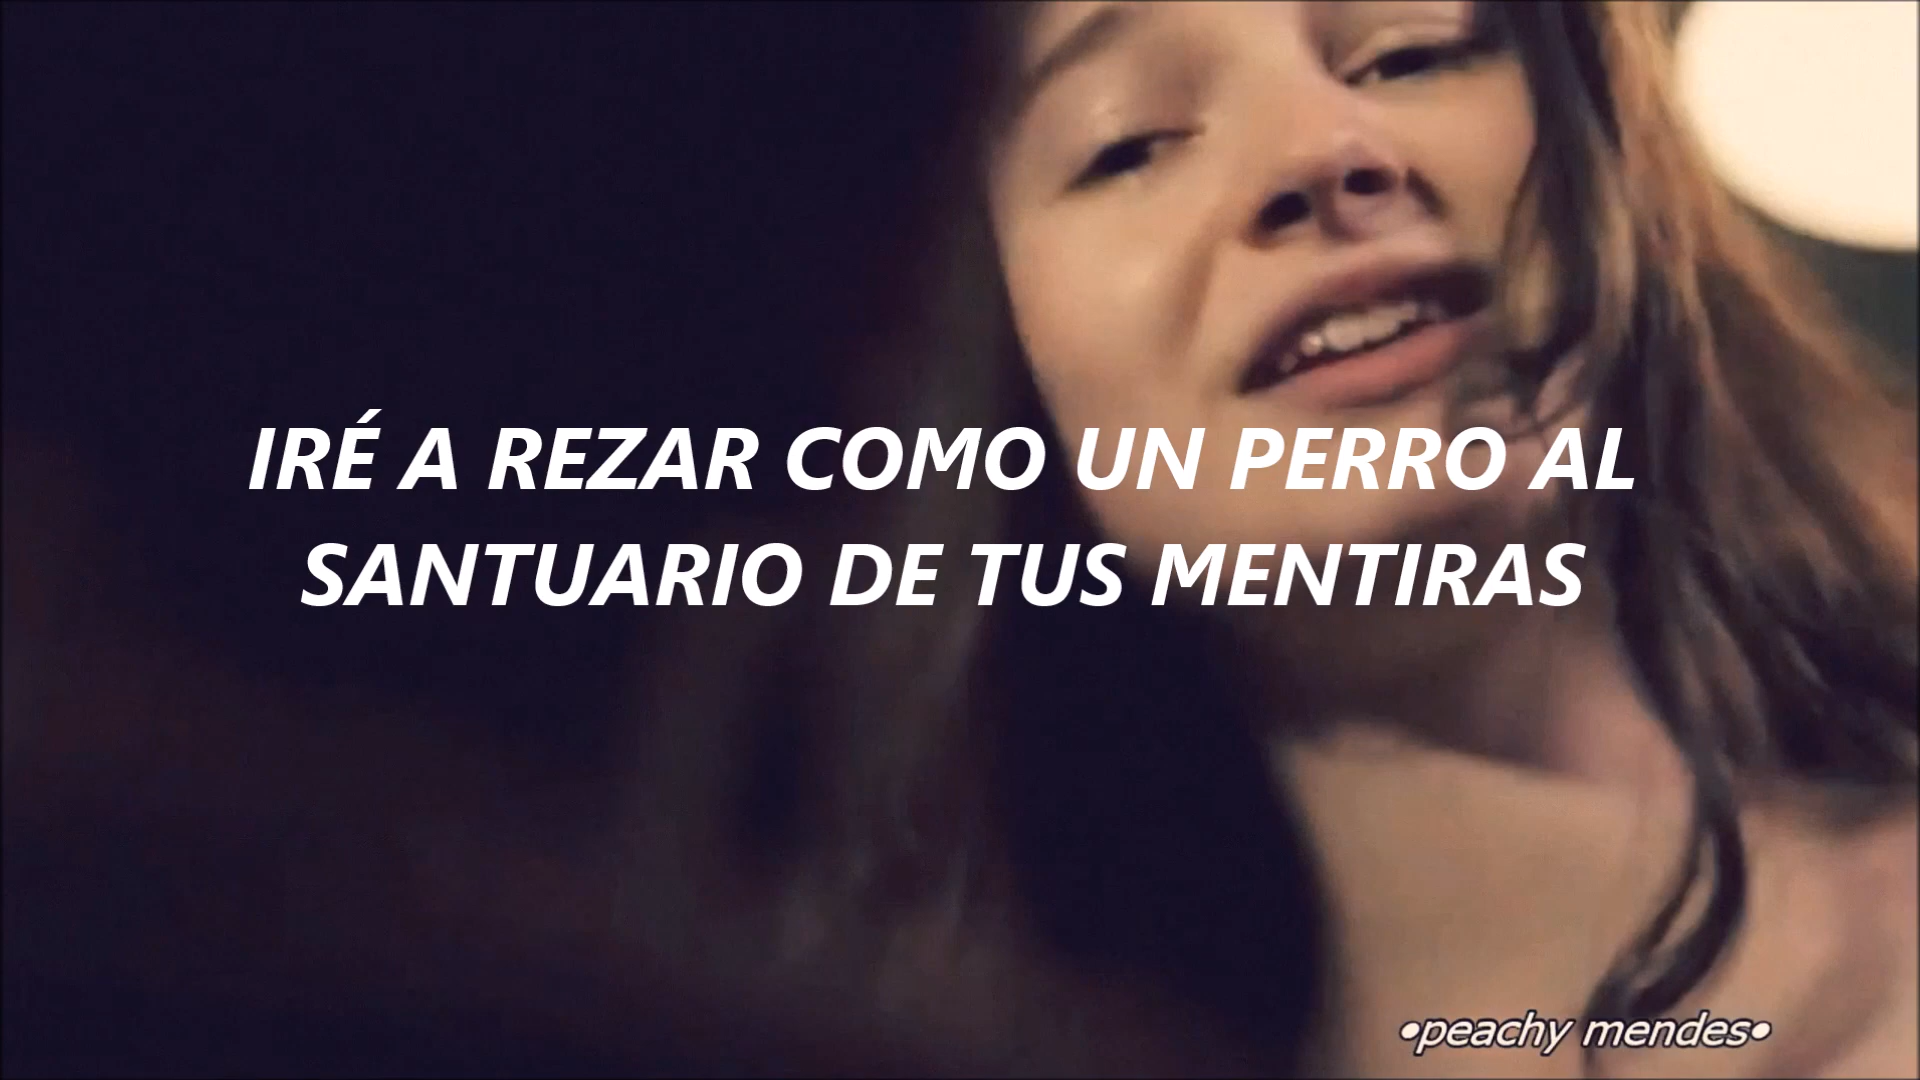 IRÉ A REZAR COMO UN PERRO AL
SANTUARIO DE TUS MENTIRAS
•peachy mendes•